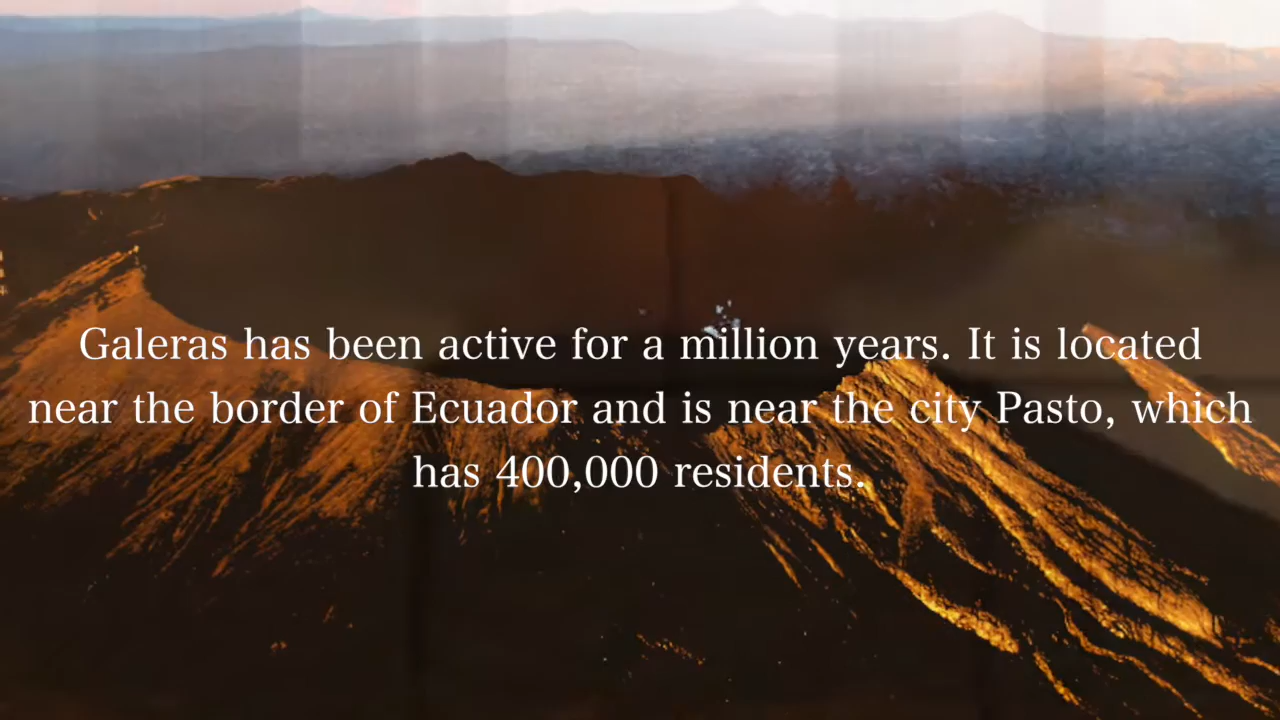 Galeras has been active for a million years. It is located
near the border of Ecuador and is near the city Pasto, which
has 400,000 residents.